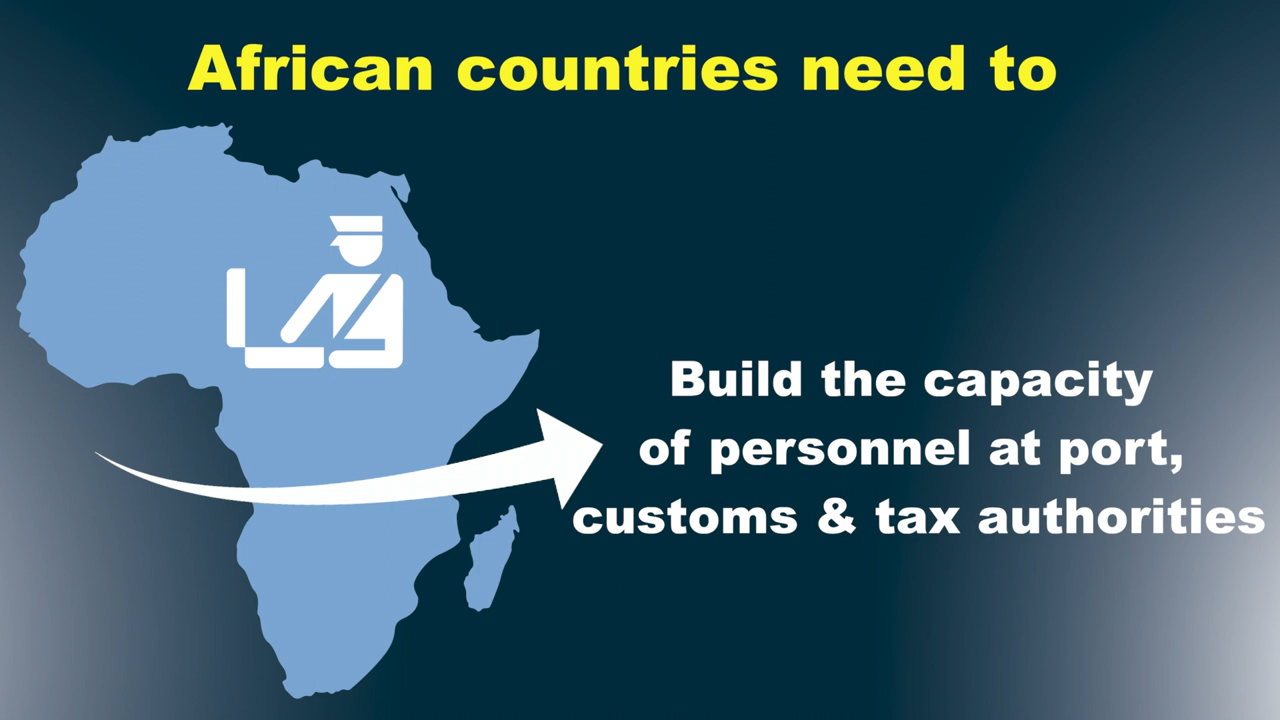 African countries need to
Build the capacity
of personnel at port,
customs & tax authorities